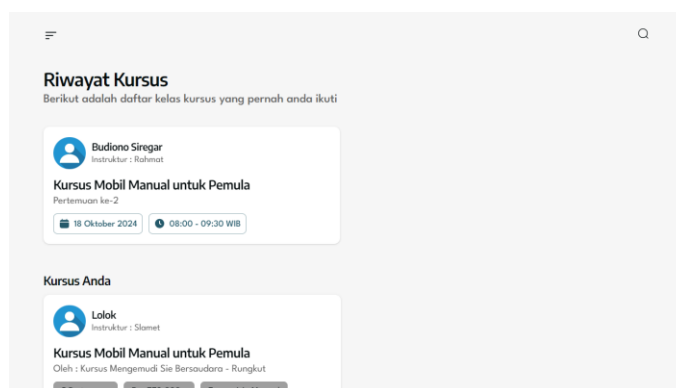 Riwayat Kursus
Berikut adalah daftar kelas kursus yang pernah anda ikuti
Budiono Siregar
Instruktur : Rahmat
Kursus Mobil Manual untuk Pemula
Pertemuan ke-2
18 Oktober 2024 08:00 - 09:30 WIB
Kursus Anda
Lolok
Instruktur : Slamet
Kursus Mobil Manual untuk Pemula
Oleh : Kursus Mengemudi Sie Bersaudara - Rungkut